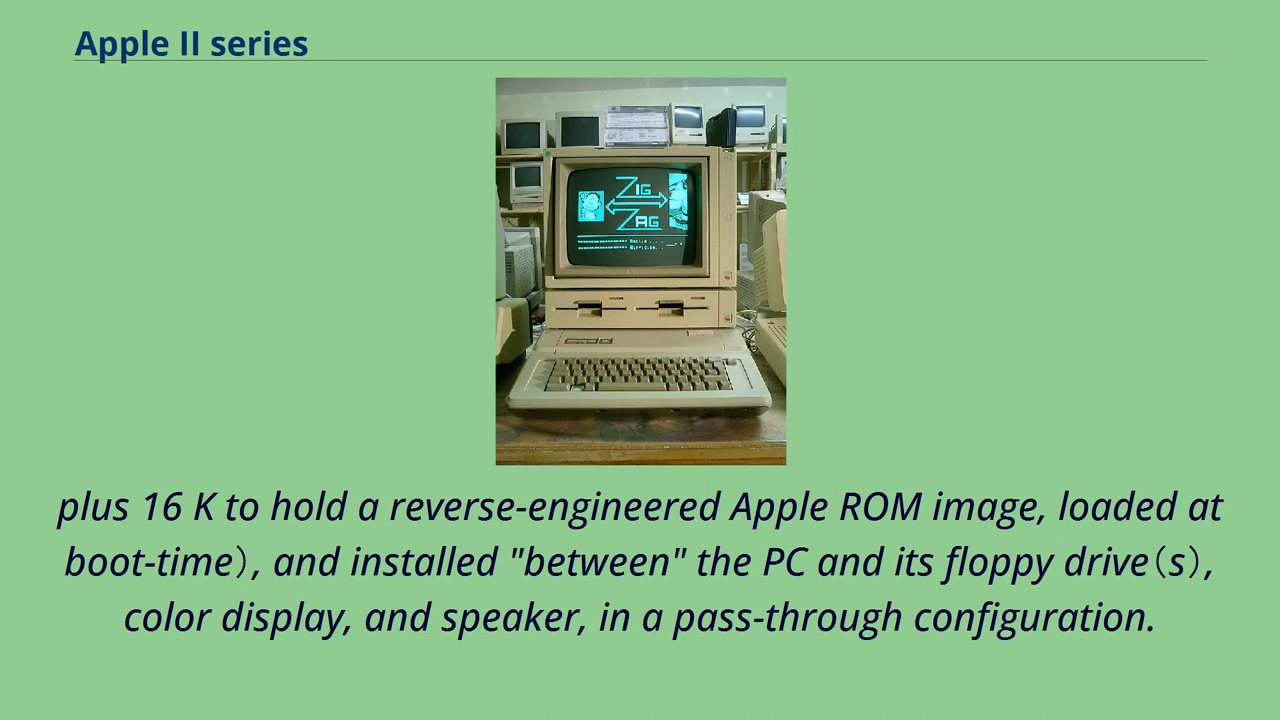 Apple II series
ZIG
ZAG
plus 16 K to hold a reverse-engineered Apple ROM image, loaded at
boot-time）, and installed "between" the PC and its floppy drive（s）,
color display, and speaker, in a pass-through configuration.